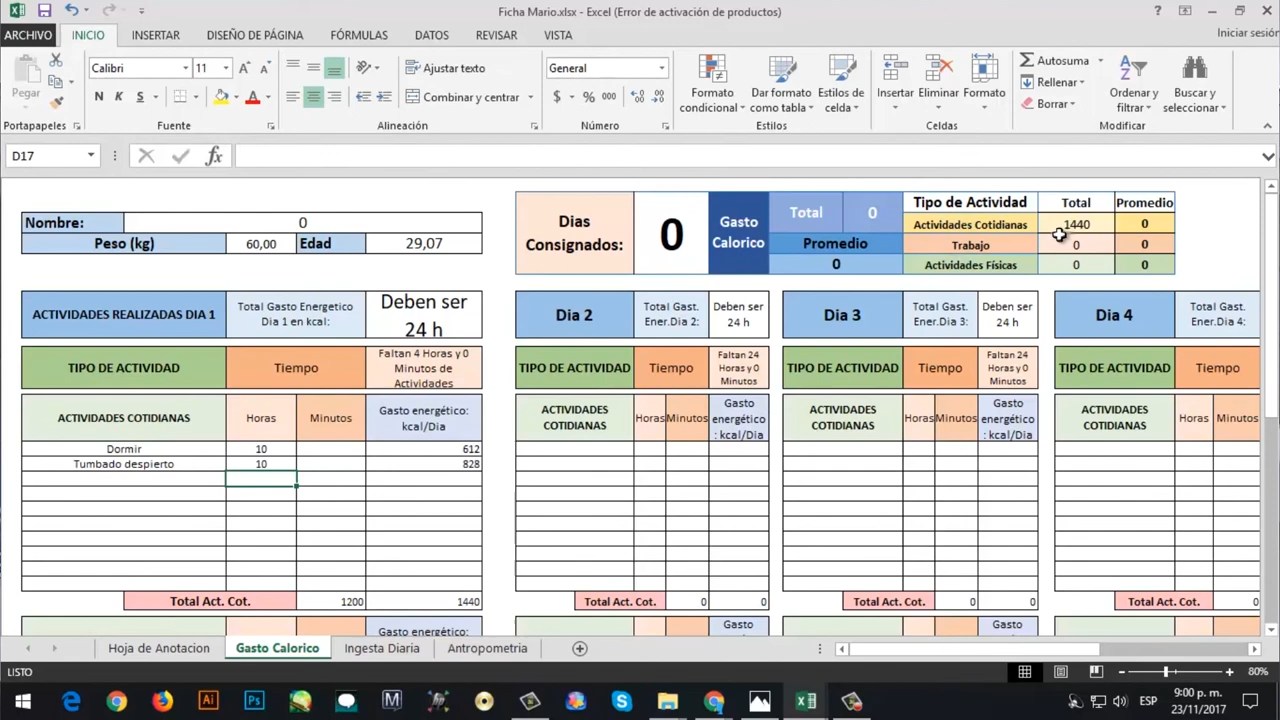 Ficha Mario.xlsx - Excel (Error de activación de productos)
ARCHIVO INICIO INSERTAR DISEÑO DE PÁGINA FÓRMULAS DATOS REVISAR VISTA Iniciar sesión
Calibri 11 Ajustar texto General
Pegar N K S Combinar y centrar $ % 000
Formato condicional Dar formato como tabla Estilos de celda Insertar Eliminar Formato
Autosuma Rellenar Borrar Ordenar y filtrar Buscar y seleccionar
Portapapeles Fuente Alineación Número Estilos Celdas Modificar
D17 fx
Nombre: 0
Peso (kg) 60,00 Edad 29,07
Dias Consignados: 0 Gasto Calorico Total 0
Promedio
0
Tipo de Actividad Total Promedio
Actividades Cotidianas 1440 0
Trabajo 0 0
Actividades Físicas 0 0
ACTIVIDADES REALIZADAS DIA 1 Total Gasto Energetico Dia 1 en kcal: Deben ser 24 h
Dia 2 Total Gast. Ener.Dia 2: Deben ser 24 h
Dia 3 Total Gast. Ener.Dia 3: Deben ser 24 h
Dia 4 Total Gast. Ener.Dia 4:
TIPO DE ACTIVIDAD Tiempo Faltan 4 Horas y 0 Minutos de Actividades
TIPO DE ACTIVIDAD Tiempo Faltan 24 Horas y 0 Minutos
TIPO DE ACTIVIDAD Tiempo Faltan 24 Horas y 0 Minutos
TIPO DE ACTIVIDAD Tiempo
ACTIVIDADES COTIDIANAS Horas Minutos Gasto energético: kcal/Dia
ACTIVIDADES COTIDIANAS Horas Minutos Gasto energético : kcal/Dia
ACTIVIDADES COTIDIANAS Horas Minutos Gasto energético : kcal/Dia
ACTIVIDADES COTIDIANAS Horas Minutos
Dormir 10 612
Tumbado despierto 10 828
Total Act. Cot. 1200 1440
Total Act. Cot. 0 0
Total Act. Cot. 0 0
Total Act. Cot. 0
Gasto energético: Gasto Gasto
Hoja de Anotacion Gasto Calorico Ingesta Diaria Antropometria
LISTO 80%
ESP 9:00 p. m.
23/11/2017